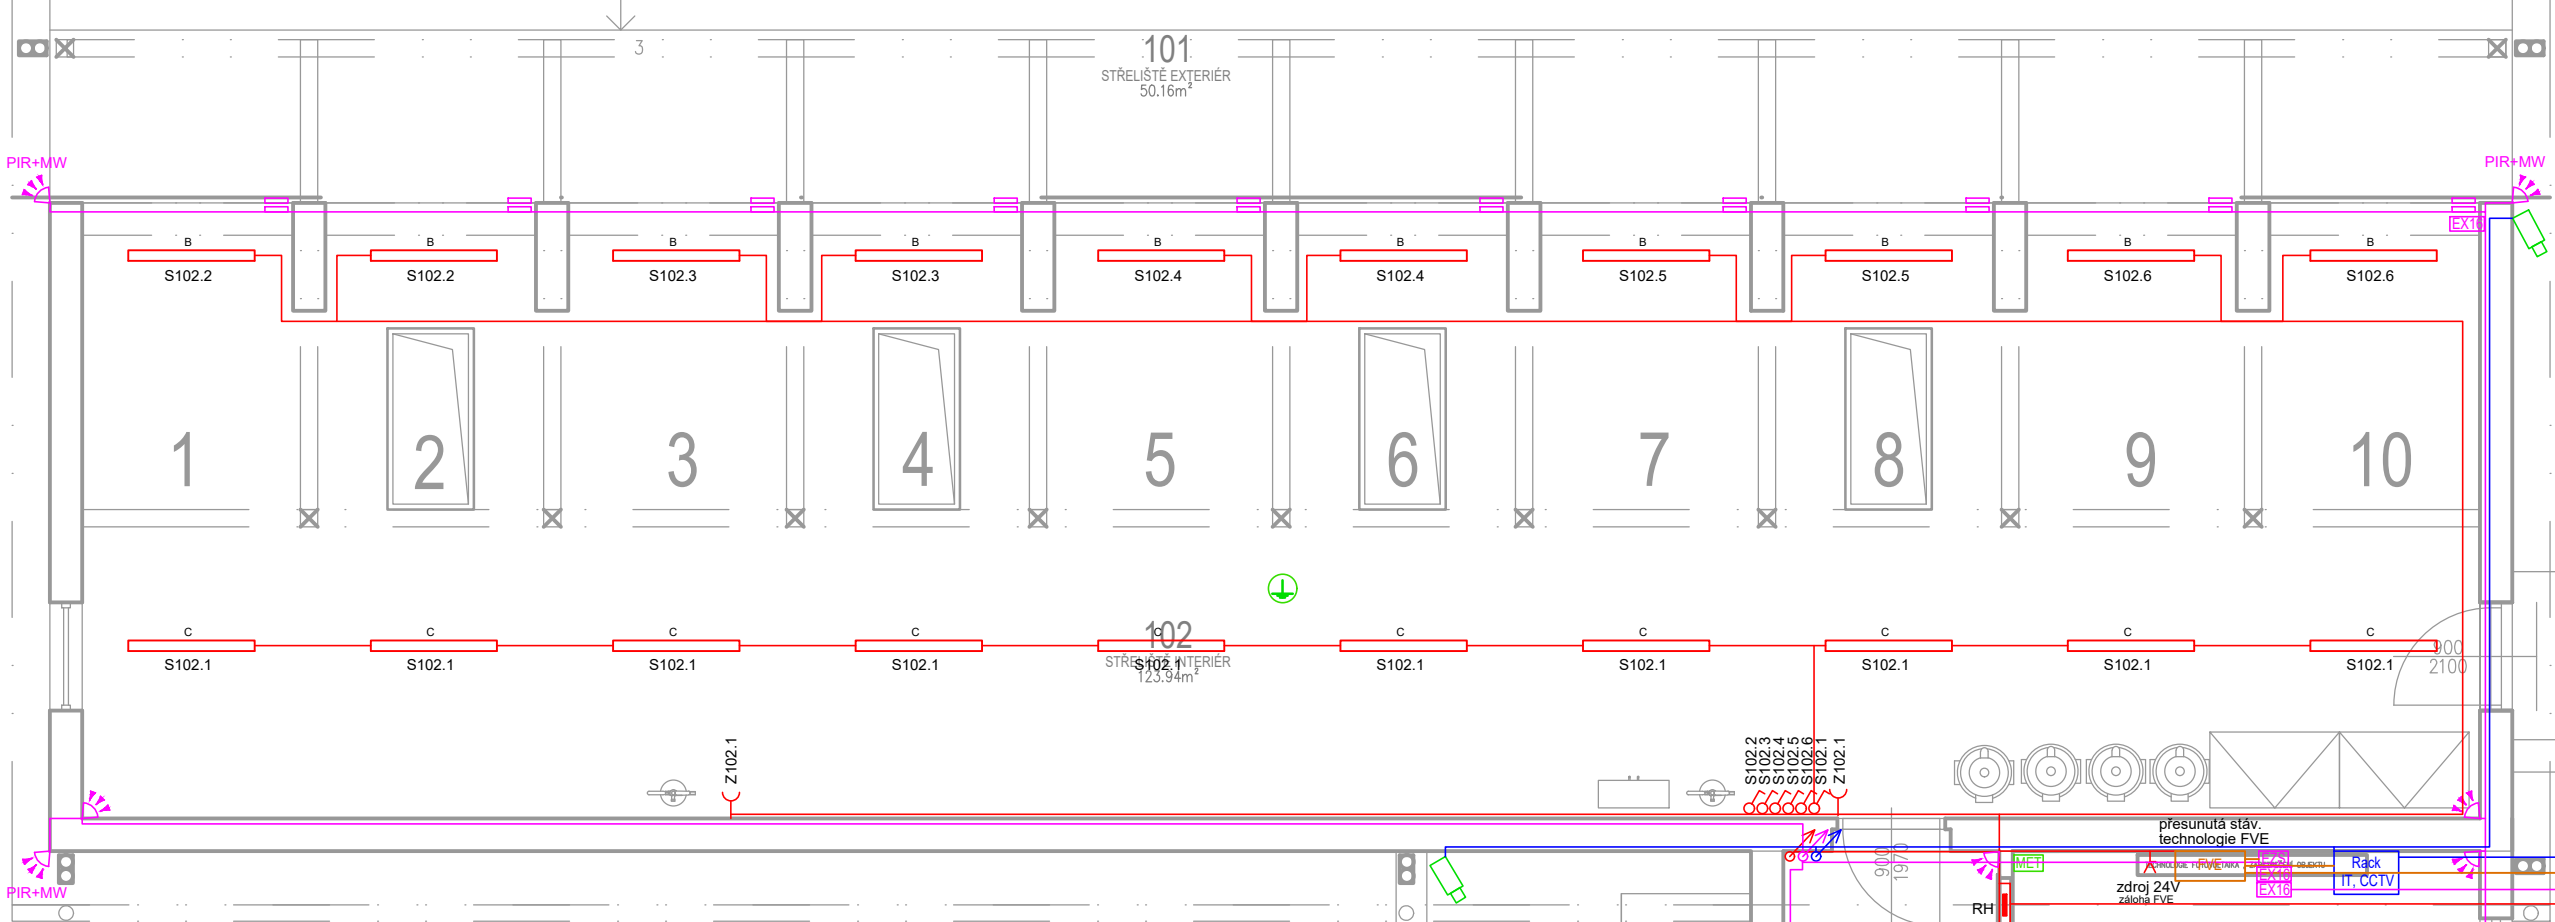 3
101
STŘELIŠTĚ EXTERIÉR
50.16m²
PIR+MW
PIR+MW
EX16
B B B B B B B B B B
S102.2 S102.2 S102.3 S102.3 S102.4 S102.4 S102.5 S102.5 S102.6 S102.6
1 2 3 4 5 6 7 8 9 10
C C C C C C C C C C
102
STŘELIŠTĚ INTERIÉR
123.94m²
S102.1 S102.1 S102.1 S102.1 S102.1 S102.1 S102.1 S102.1 S102.1 S102.1
900
2100
Z102.1
S102.2
S102.3
S102.4
S102.5
S102.6
S102.1
Z102.1
přesunutá stáv.
technologie FVE
900
1970
MET
FVE
EZS
EX16
EX16
Rack
IT, CCTV
zdroj 24V
záloha FVE
RH
PIR+MW